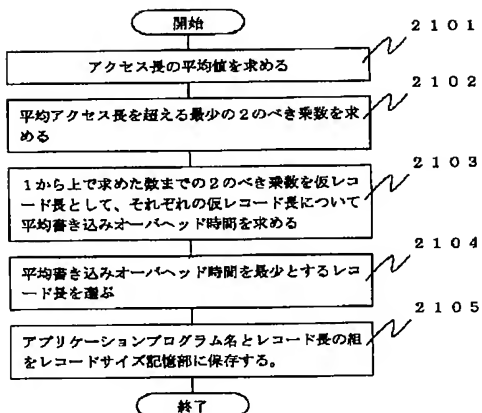 開始
2101
アクセス長の平均値を求める
2102
平均アクセス長を超える最少の2のべき乗数を求
める
2103
1から上で求めた数までの2のべき乗数を仮レコ
ード長として、それぞれの仮レコード長について
平均書き込みオーバヘッド時間を求める
2104
平均書き込みオーバヘッド時間を最少とするレコ
ード長を選ぶ
2105
アプリケーションプログラム名とレコード長の組
をレコードサイズ記憶部に保存する。
終了